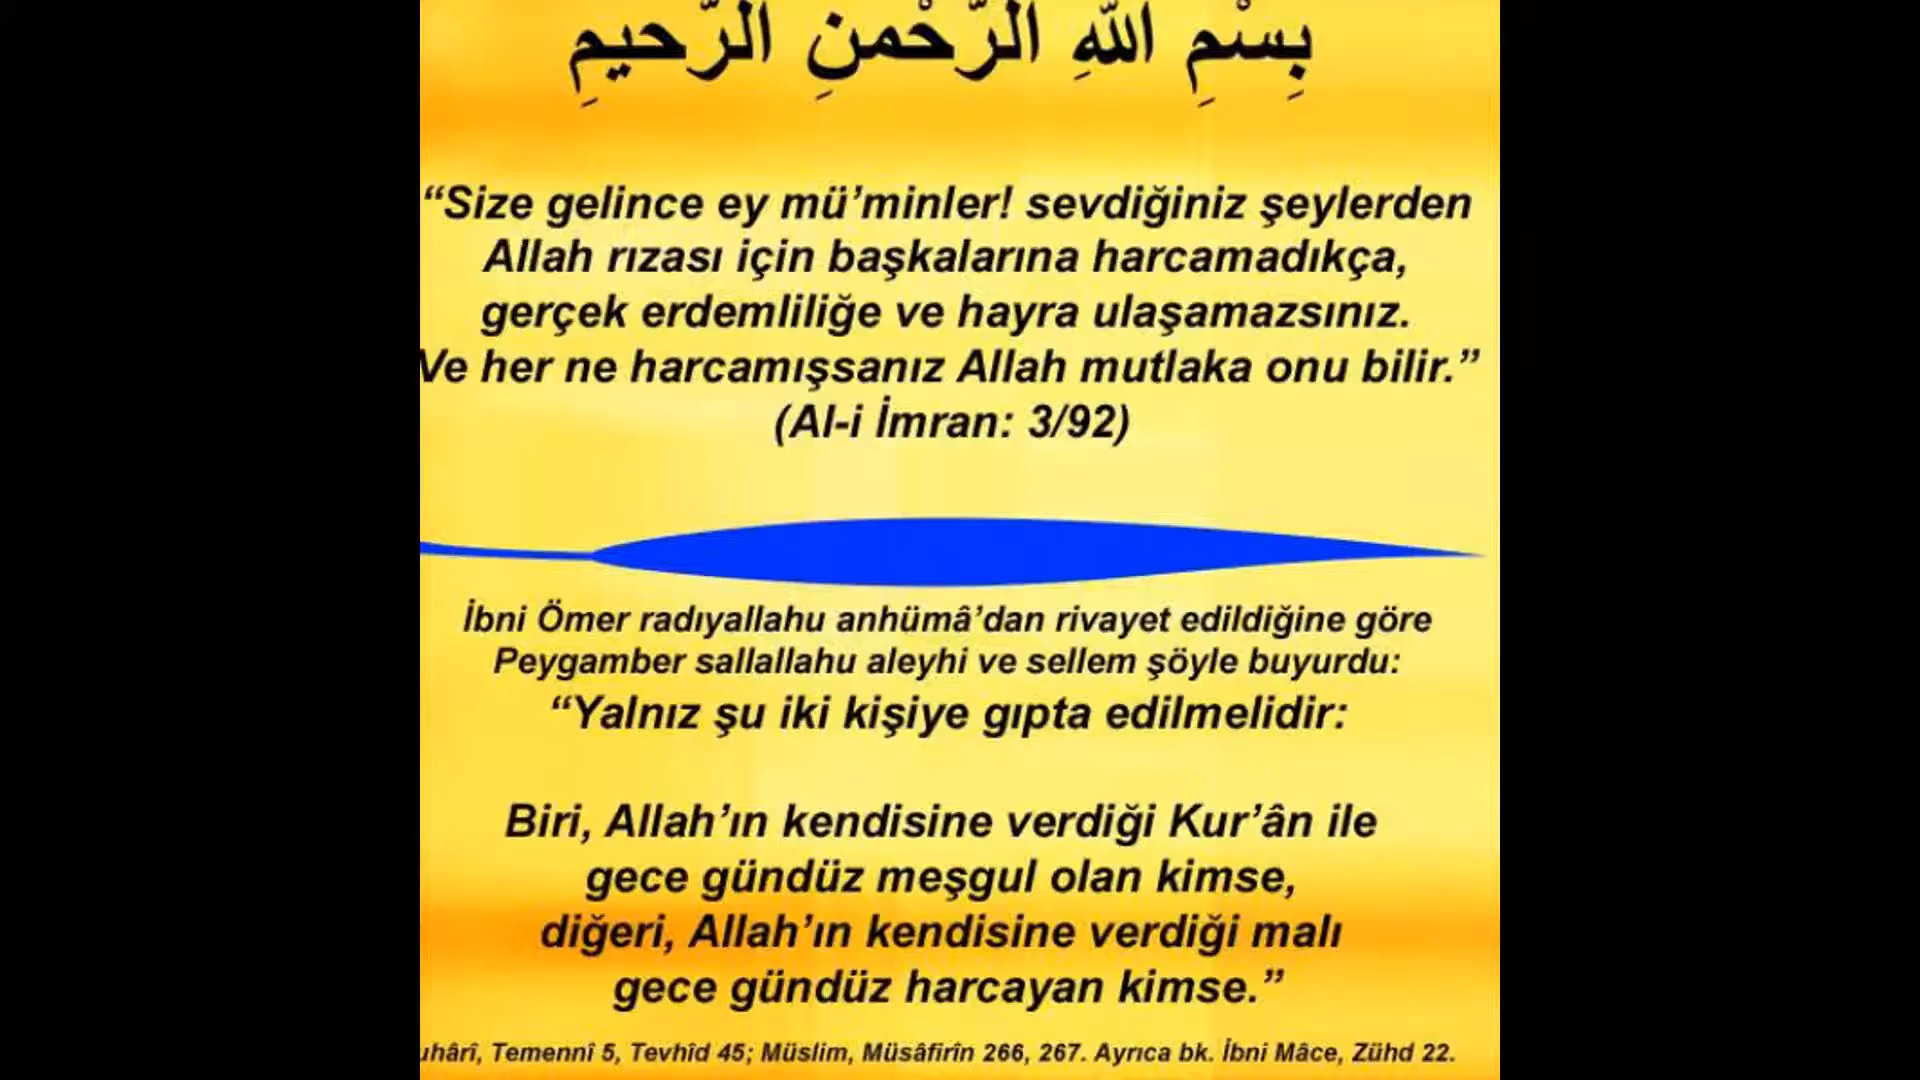 بِسْمِ اللّٰهِ الرَّحْمنِ الرَّحيمِ
“Size gelince ey mü’minler! sevdiğiniz şeylerden
Allah rızası için başkalarına harcamadıkça,
gerçek erdemliliğe ve hayra ulaşamazsınız.
Ve her ne harcamışsanız Allah mutlaka onu bilir.”
(Al-i İmran: 3/92)
İbni Ömer radıyallahu anhümâ’dan rivayet edildiğine göre
Peygamber sallallahu aleyhi ve sellem şöyle buyurdu:
“Yalnız şu iki kişiye gıpta edilmelidir:
Biri, Allah’ın kendisine verdiği Kur’ân ile
gece gündüz meşgul olan kimse,
diğeri, Allah’ın kendisine verdiği malı
gece gündüz harcayan kimse.”
uhârî, Temennî 5, Tevhîd 45; Müslim, Müsâfirîn 266, 267. Ayrıca bk. İbni Mâce, Zühd 22.